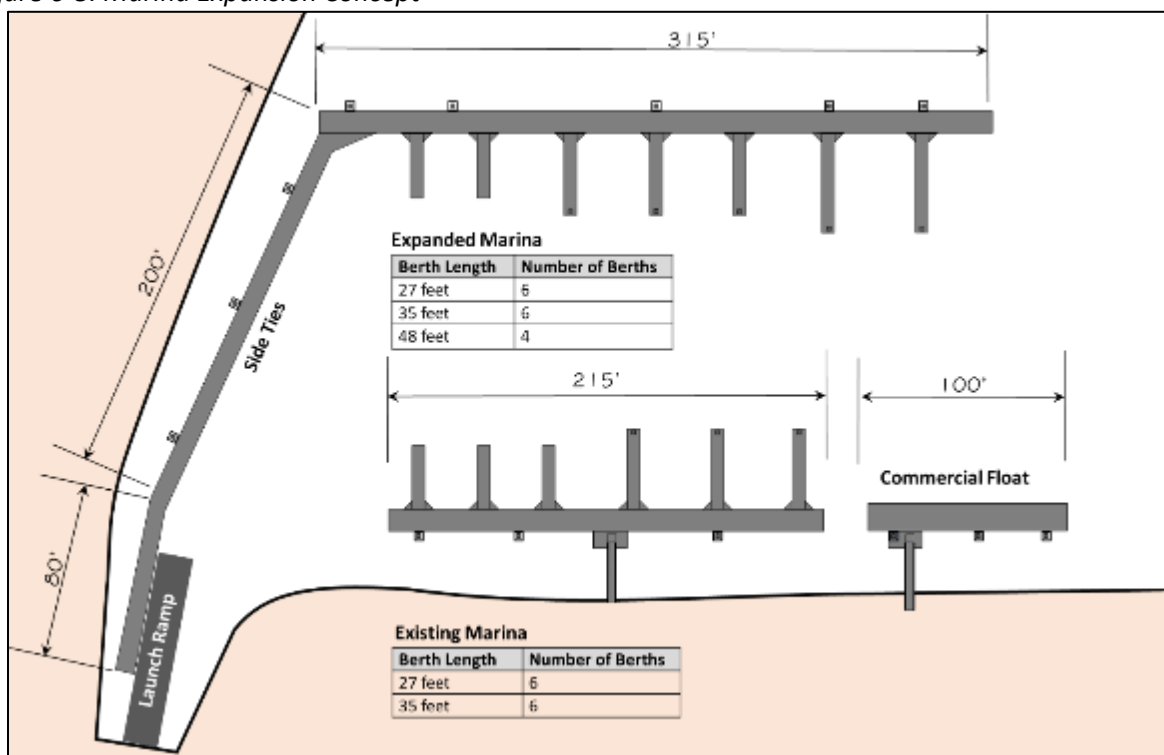 315'
200'
Side Ties
Expanded Marina
Berth Length Number of Berths
27 feet 6
35 feet 6
48 feet 4
215'
100'
Commercial Float
80'
Launch Ramp
Existing Marina
Berth Length Number of Berths
27 feet 6
35 feet 6